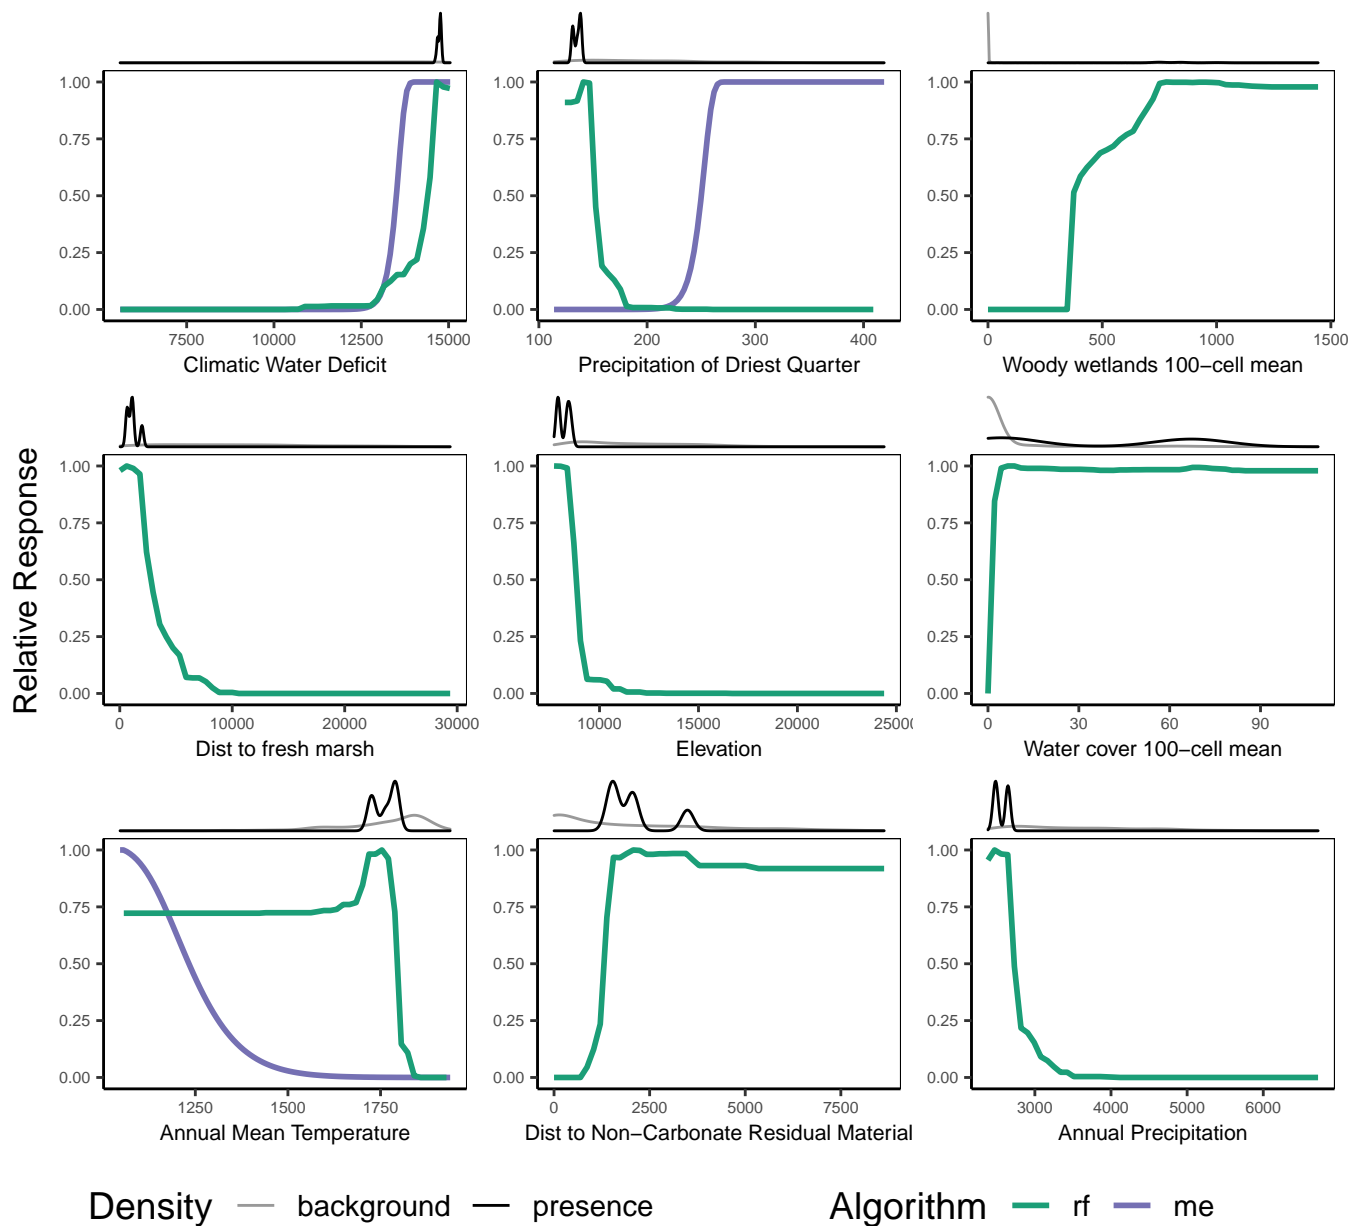 1.00
0.75
0.50
0.25
0.00
7500 10000 12500 15000
Climatic Water Deficit
1.00
0.75
0.50
0.25
0.00
100 200 300 400
Precipitation of Driest Quarter
1.00
0.75
0.50
0.25
0.00
0 500 1000 1500
Woody wetlands 100−cell mean
Relative Response
1.00
0.75
0.50
0.25
0.00
0 10000 20000 30000
Dist to fresh marsh
1.00
0.75
0.50
0.25
0.00
10000 15000 20000 25000
Elevation
1.00
0.75
0.50
0.25
0.00
0 30 60 90
Water cover 100−cell mean
1.00
0.75
0.50
0.25
0.00
1250 1500 1750
Annual Mean Temperature
1.00
0.75
0.50
0.25
0.00
0 2500 5000 7500
Dist to Non−Carbonate Residual Material
1.00
0.75
0.50
0.25
0.00
3000 4000 5000 6000
Annual Precipitation
Density background presence Algorithm rf me